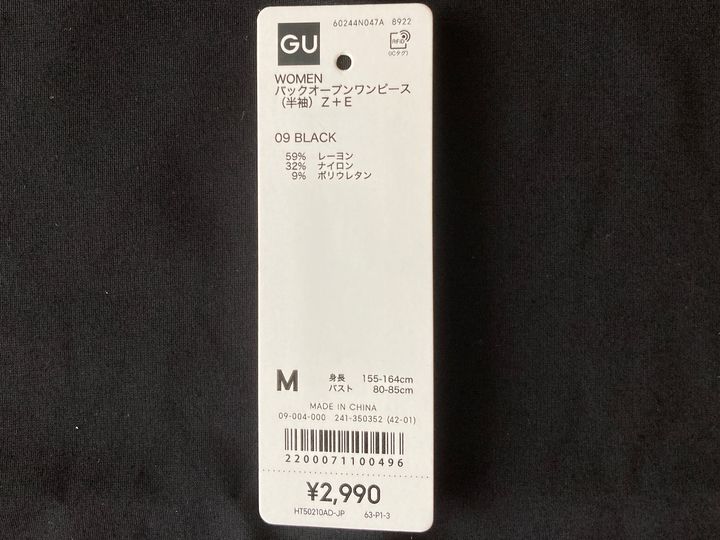 60244N047A 8922
GU
RFID
(ICタグ)
WOMEN
バックオープンワンピース
(半袖) Z+E
09 BLACK
59% レーヨン
32% ナイロン
9% ポリウレタン
M 身長 155-164cm
バスト 80-85cm
MADE IN CHINA
09-004-000 241-350352 (42-01)
2200071100496
¥2,990
HT50210AD-JP 63-P1-3